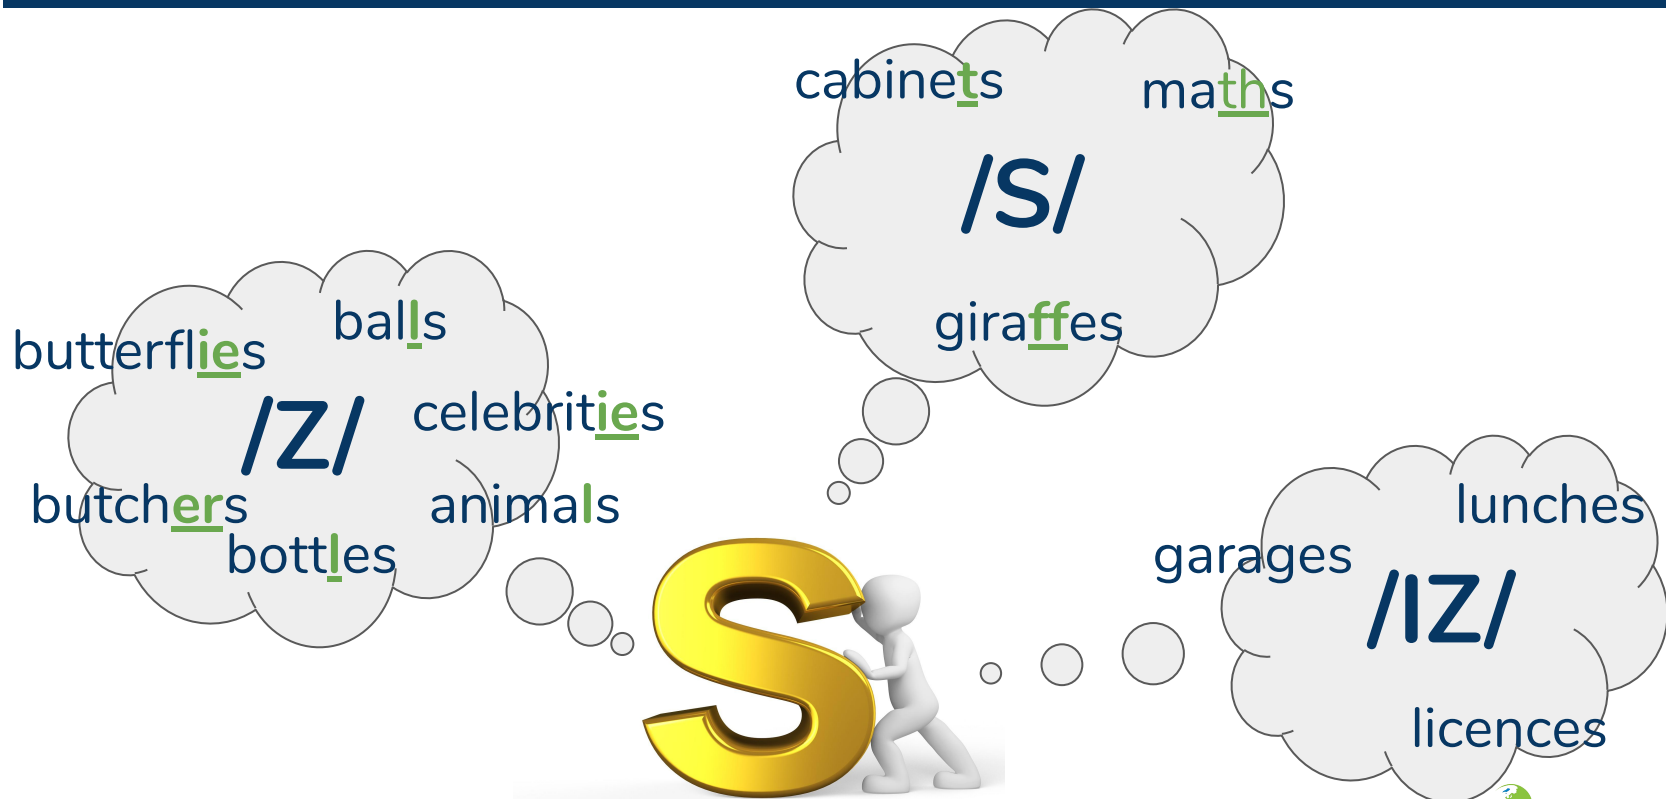 cabinets
maths
/S/
giraffes
balls
butterflies
/Z/
celebrities
butchers
animals
bottles
S
lunches
garages
/IZ/
licences